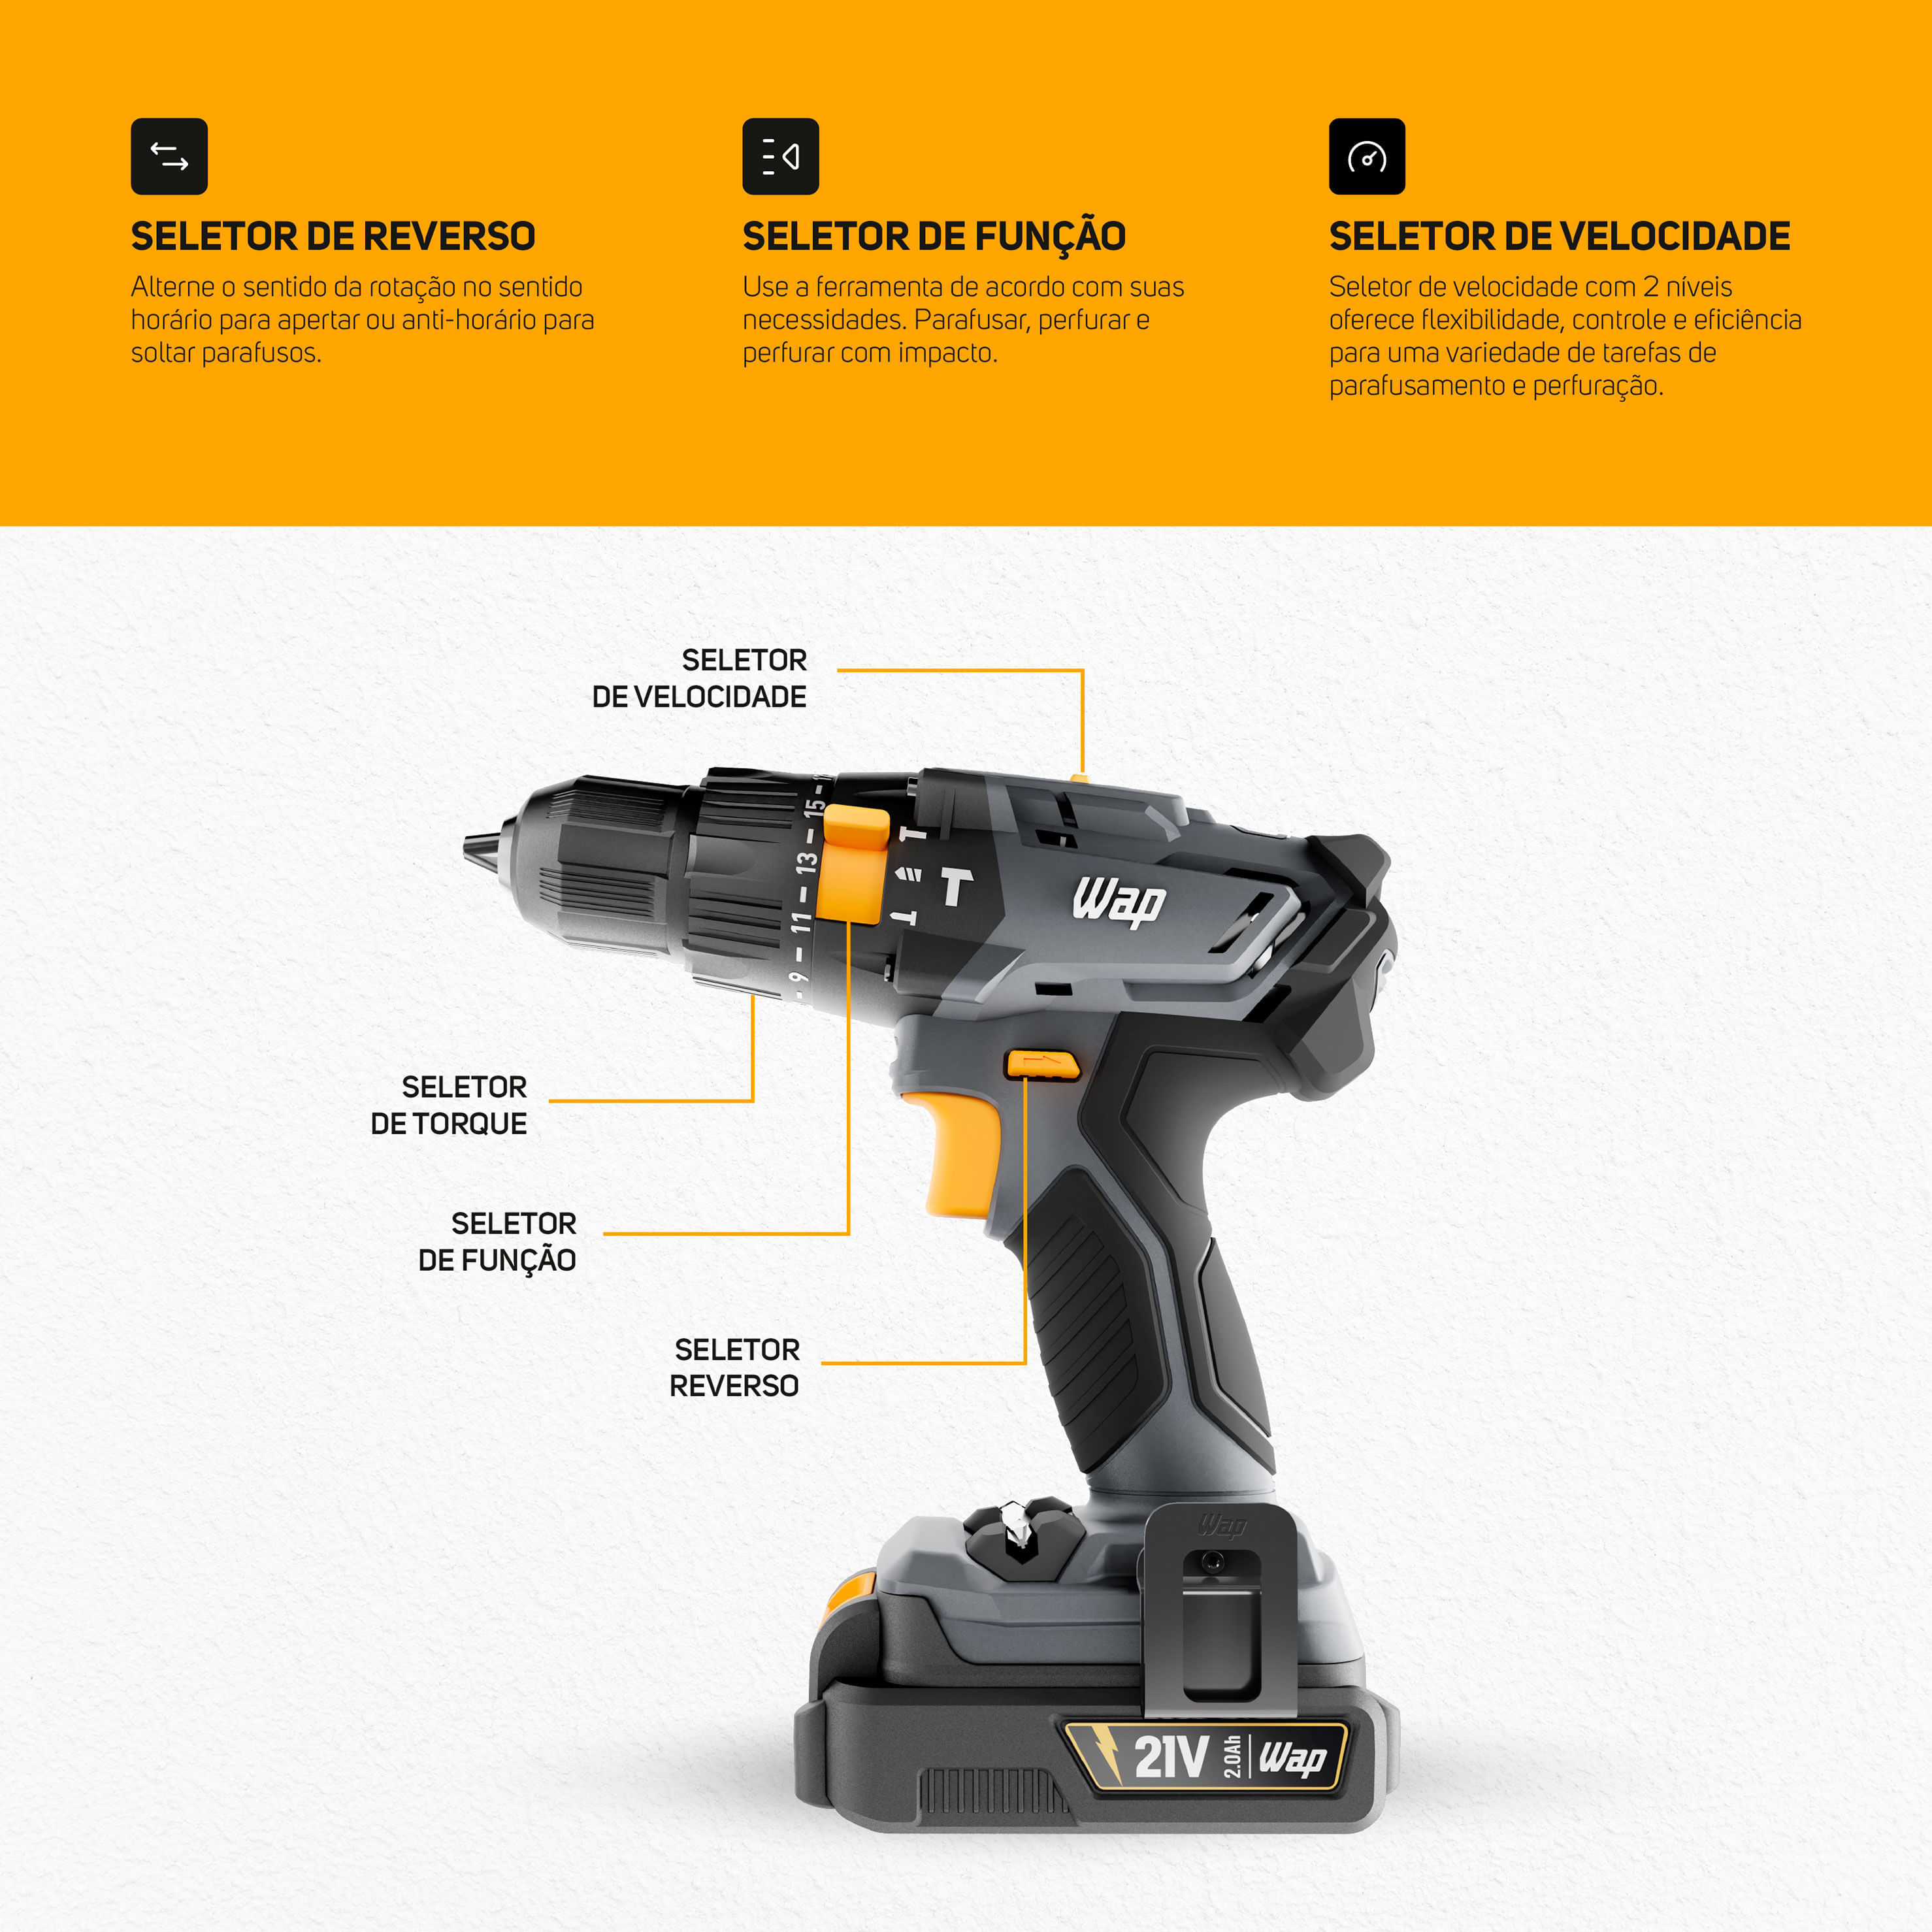 SELETOR DE REVERSO
Alterne o sentido da rotação no sentido
horário para apertar ou anti-horário para
soltar parafusos.
SELETOR DE FUNÇÃO
Use a ferramenta de acordo com suas
necessidades. Parafusar, perfurar e
perfurar com impacto.
SELETOR DE VELOCIDADE
Seletor de velocidade com 2 níveis
oferece flexibilidade, controle e eficiência
para uma variedade de tarefas de
parafusamento e perfuração.
SELETOR
DE VELOCIDADE
15
13
11
9
Wap
SELETOR
DE TORQUE
SELETOR
DE FUNÇÃO
SELETOR
REVERSO
Wap
21V 2.0Ah Wap